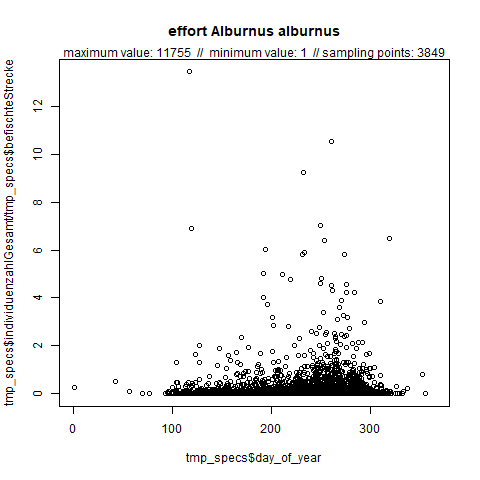 effort Alburnus alburnus
maximum value: 11755 // minimum value: 1 // sampling points: 3849
tmp_specs$individuenzahlGesamt/tmp_specs$befischteStrecke
12
10
8
6
4
2
0
0 100 200 300
tmp_specs$day_of_year